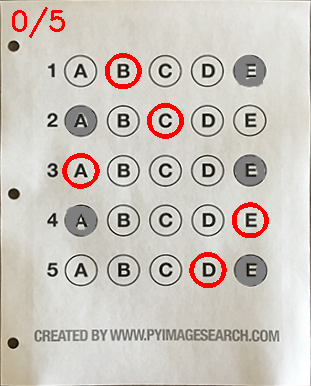 0/5
1 A B C D E
2 A B C D E
3 A B C D E
4 A B C D E
5 A B C D E
CREATED BY WWW.PYIMAGESEARCH.COM